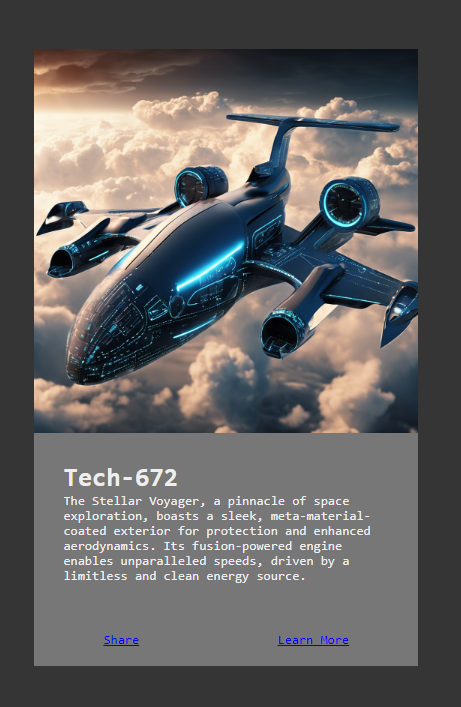 Tech-672
The Stellar Voyager, a pinnacle of space
exploration, boasts a sleek, meta-material-
coated exterior for protection and enhanced
aerodynamics. Its fusion-powered engine
enables unparalleled speeds, driven by a
limitless and clean energy source.
Share Learn More